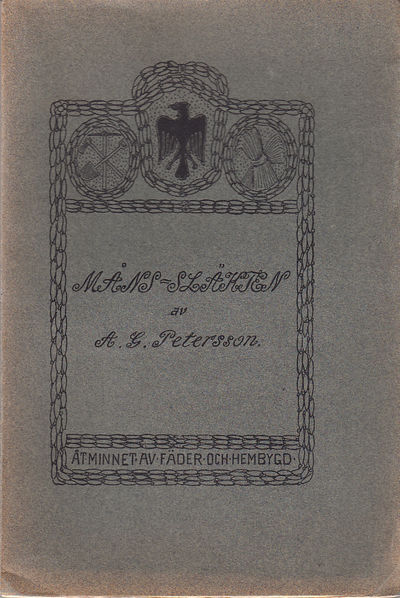 MÅNS-SLÄKTEN
av
A. G. Petersson.
ÅT·MINNET·AV·FÄDER·OCH·HEMBYGD·